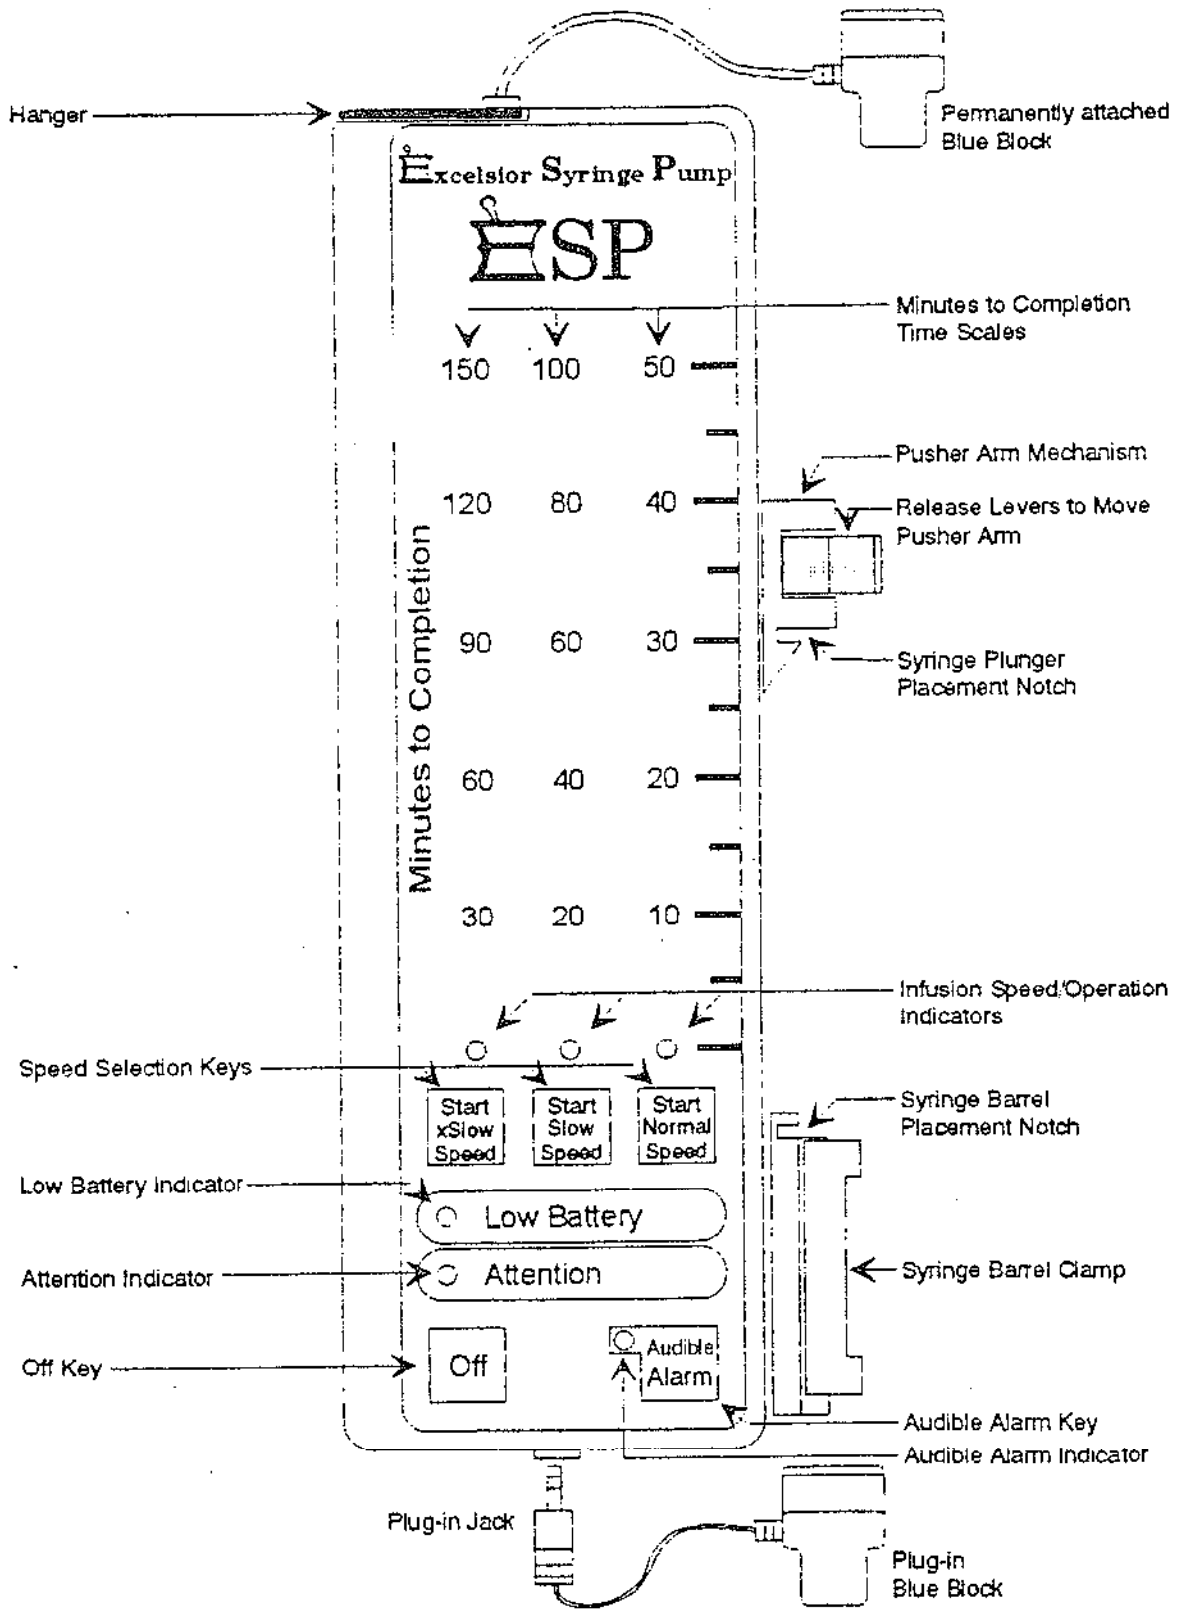 Hanger
Permanently attached
Blue Block
Excelsior Syringe Pump
ESP
Minutes to Completion
Time Scales
150 100 50
Pusher Arm Mechanism
120 80 40
Release Levers to Move
Pusher Arm
Minutes to Completion
90 60 30
Syringe Plunger
Placement Notch
60 40 20
30 20 10
Infusion Speed/Operation
Indicators
Speed Selection Keys
Start
xSlow
Speed
Start
Slow
Speed
Start
Normal
Speed
Syringe Barrel
Placement Notch
Low Battery Indicator
Low Battery
Attention Indicator
Attention
Syringe Barrel Clamp
Off Key
Off
Audible
Alarm
Audible Alarm Key
Audible Alarm Indicator
Plug-in Jack
Plug-in
Blue Block